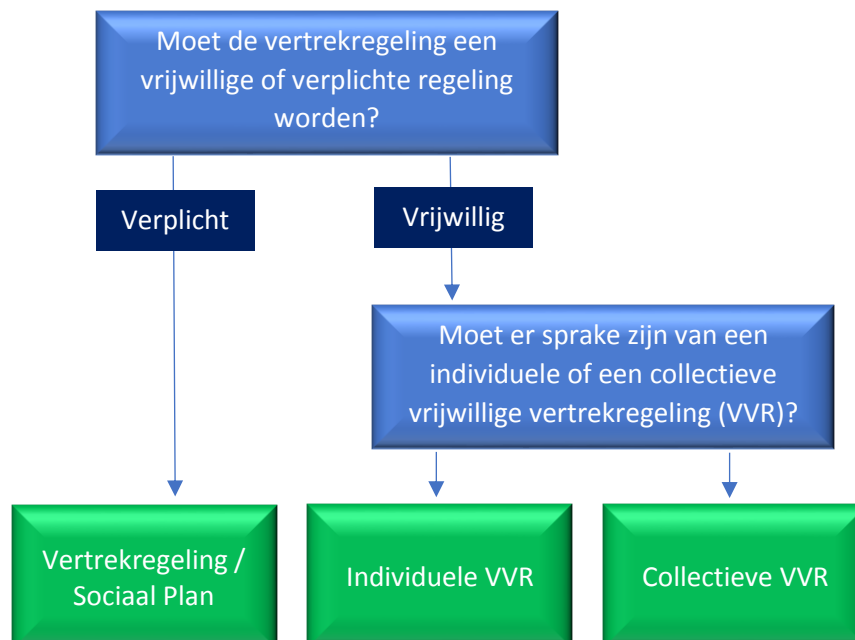 Moet de vertrekregeling een
vrijwillige of verplichte regeling
worden?
Verplicht
Vrijwillig
Moet er sprake zijn van een
individuele of een collectieve
vrijwillige vertrekregeling (VVR)?
Vertrekregeling /
Sociaal Plan
Individuele VVR
Collectieve VVR